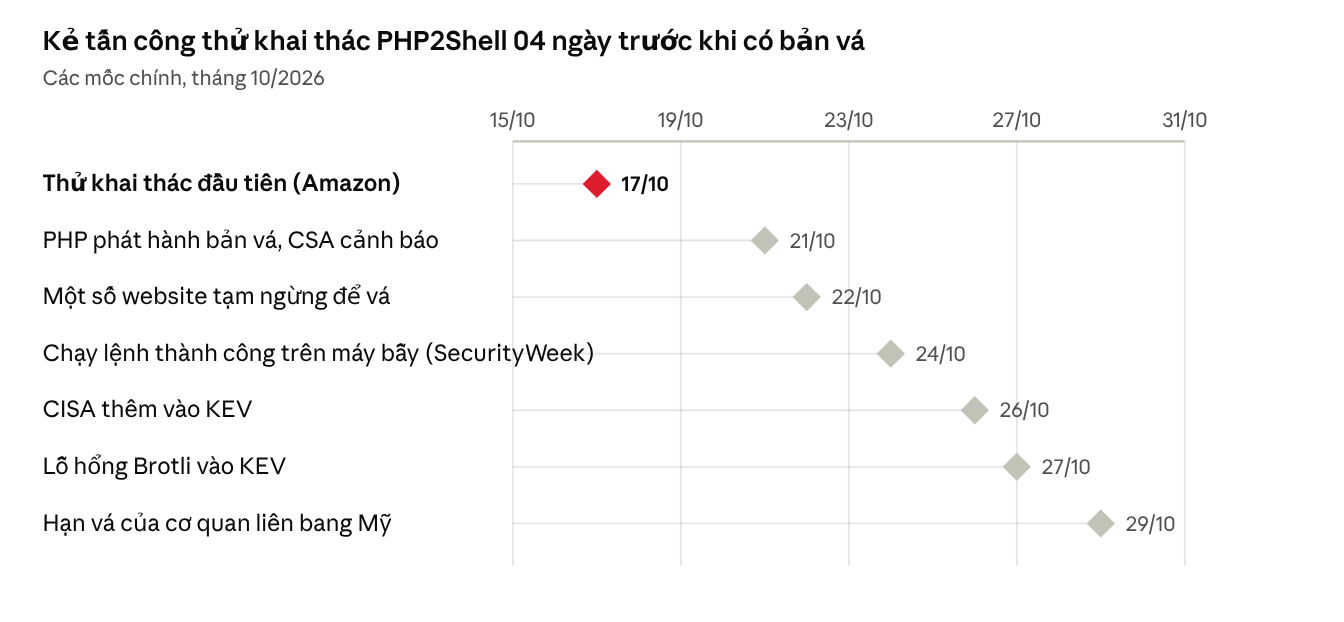 Kẻ tấn công thử khai thác PHP2Shell 04 ngày trước khi có bản vá
Các mốc chính, tháng 10/2026
15/10 19/10 23/10 27/10 31/10
Thử khai thác đầu tiên (Amazon) 17/10
PHP phát hành bản vá, CSA cảnh báo 21/10
Một số website tạm ngừng để vá 22/10
Chạy lệnh thành công trên máy bẫy (SecurityWeek) 24/10
CISA thêm vào KEV 26/10
Lỗ hổng Brotli vào KEV 27/10
Hạn vá của cơ quan liên bang Mỹ 29/10